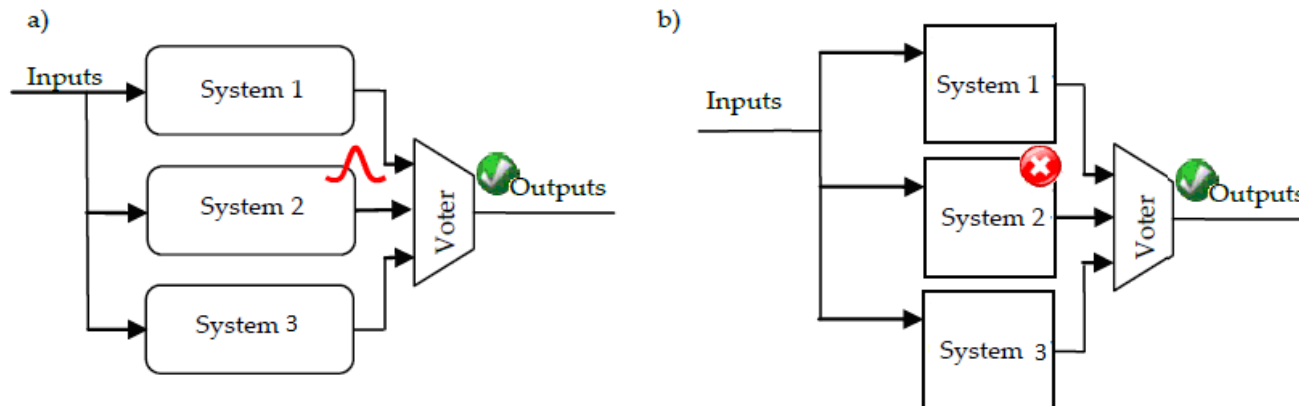 a)
Inputs
System 1
System 2
System 3
Voter
Outputs
b)
Inputs
System 1
System 2
System 3
Voter
Outputs